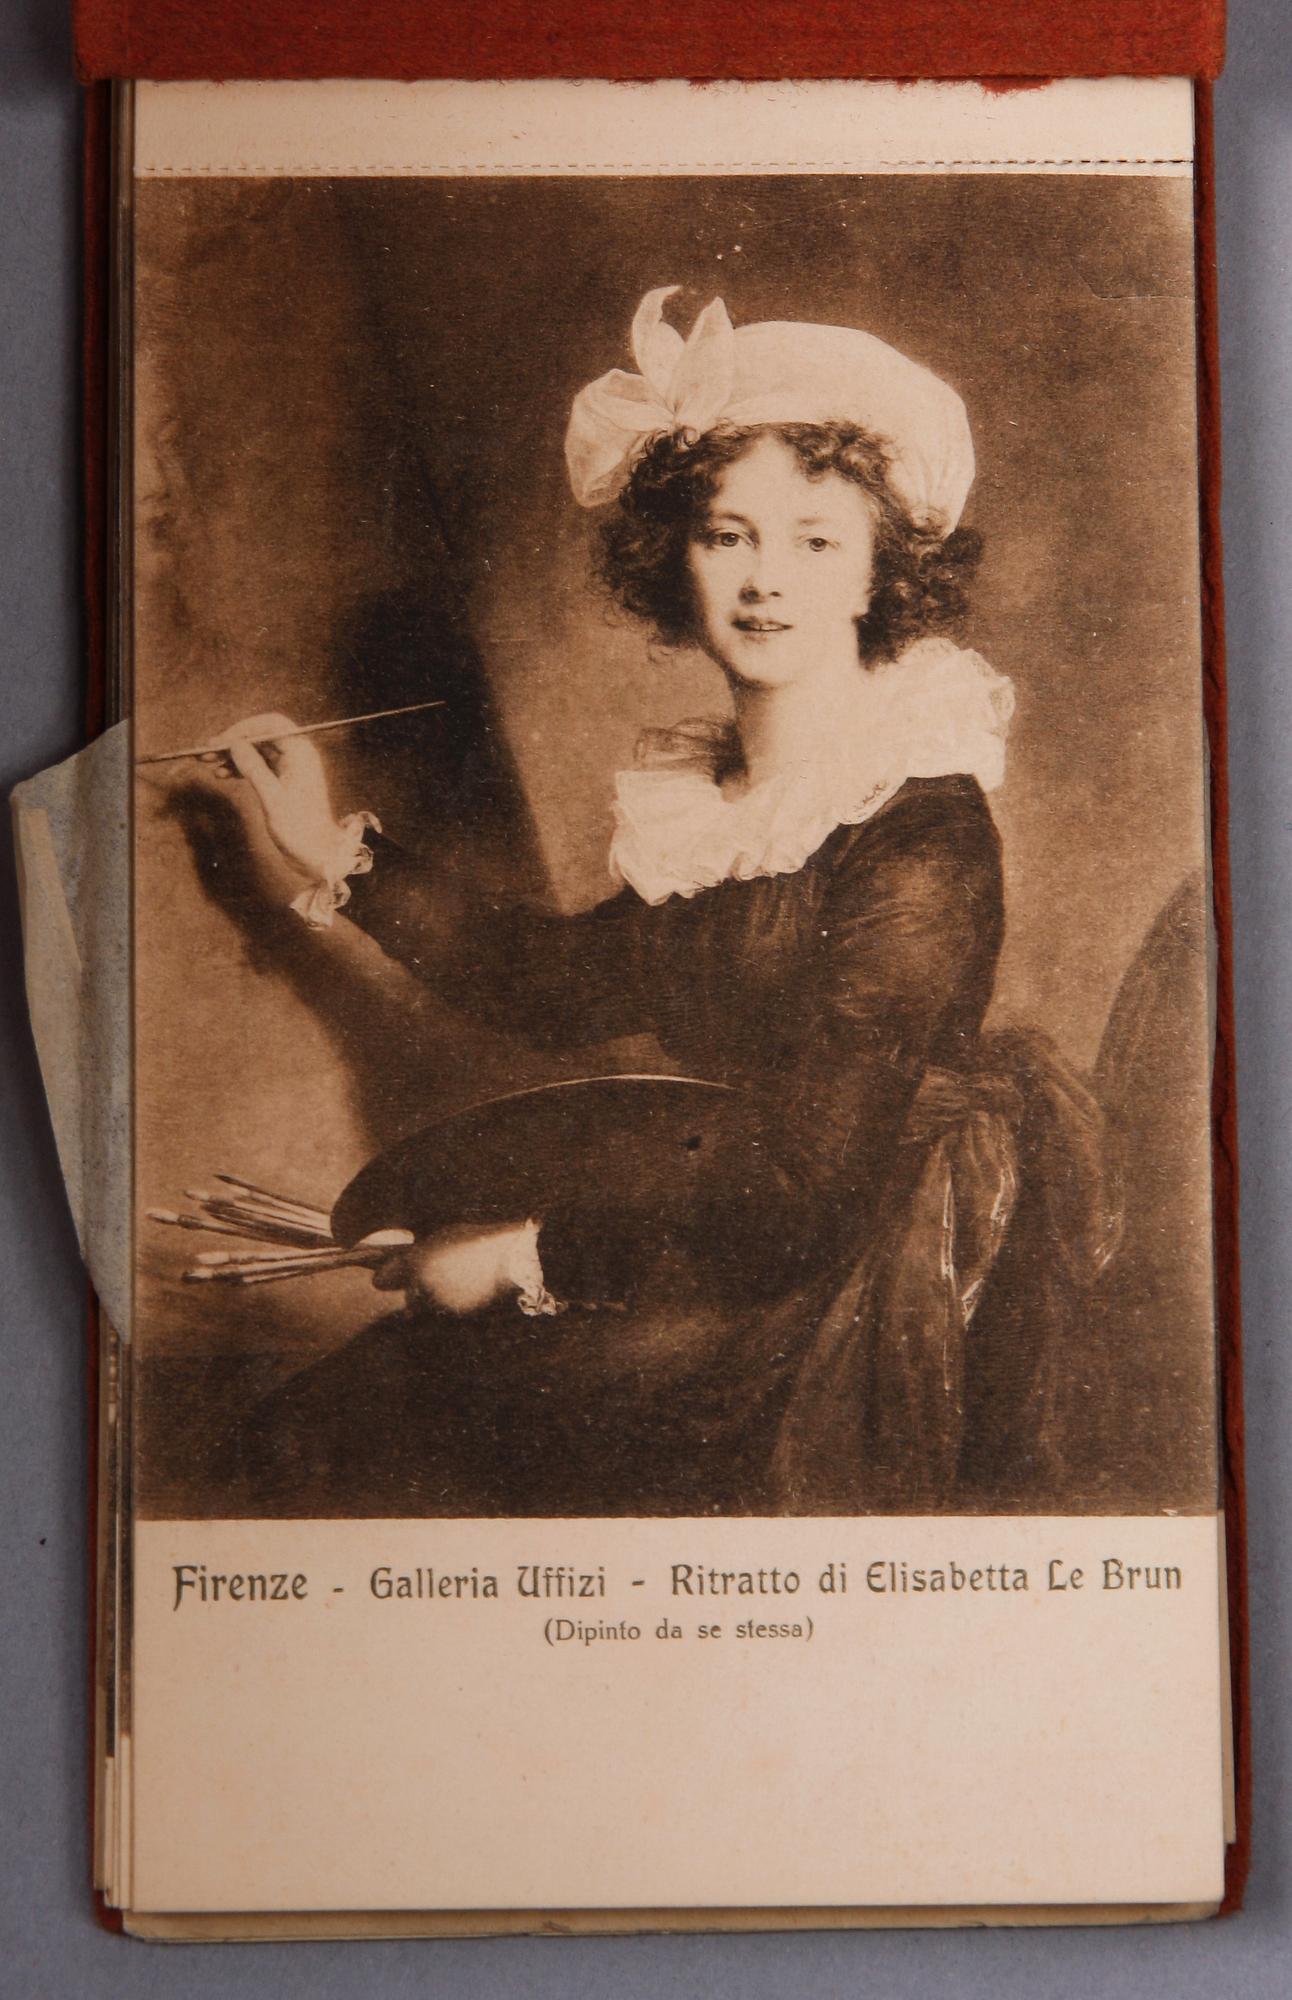 Firenze - Galleria Uffizi - Ritratto di Elisabetta Le Brun
(Dipinto da se stessa)